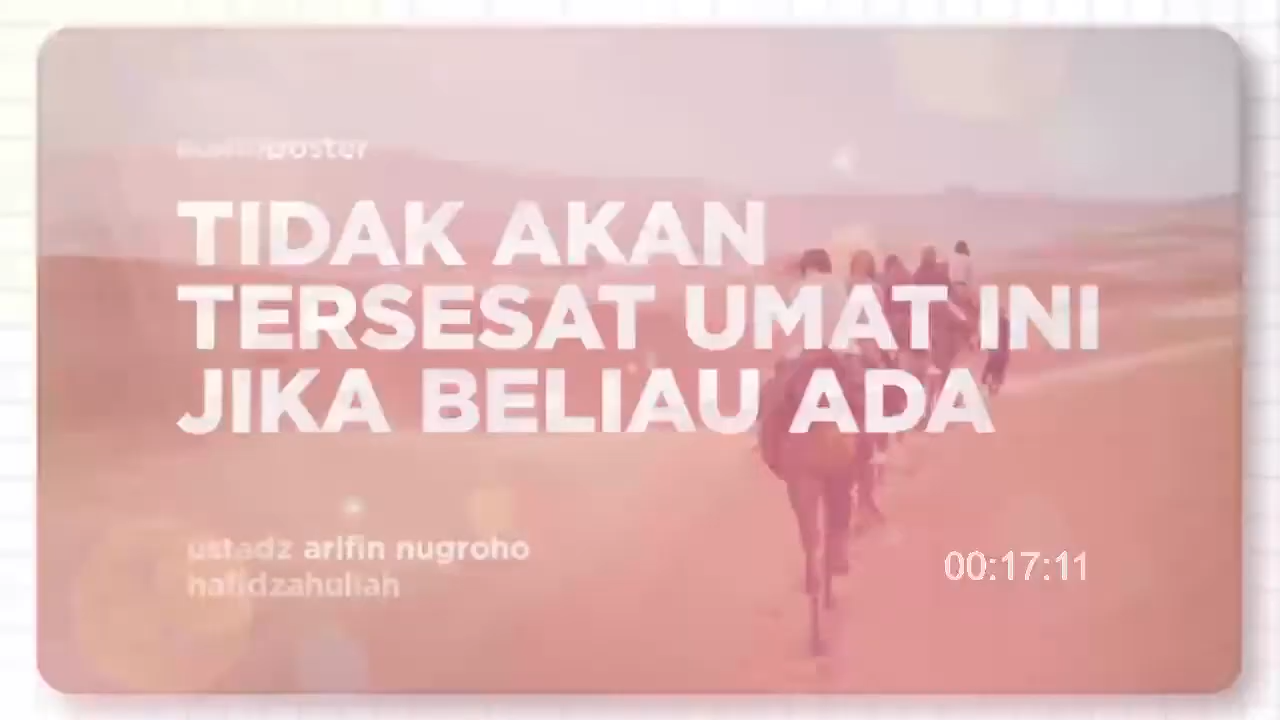 TIDAK AKAN
TERSESAT UMAT INI
JIKA BELIAU ADA
ustadz arifin nugroho
hafidzahullah
00:17:11